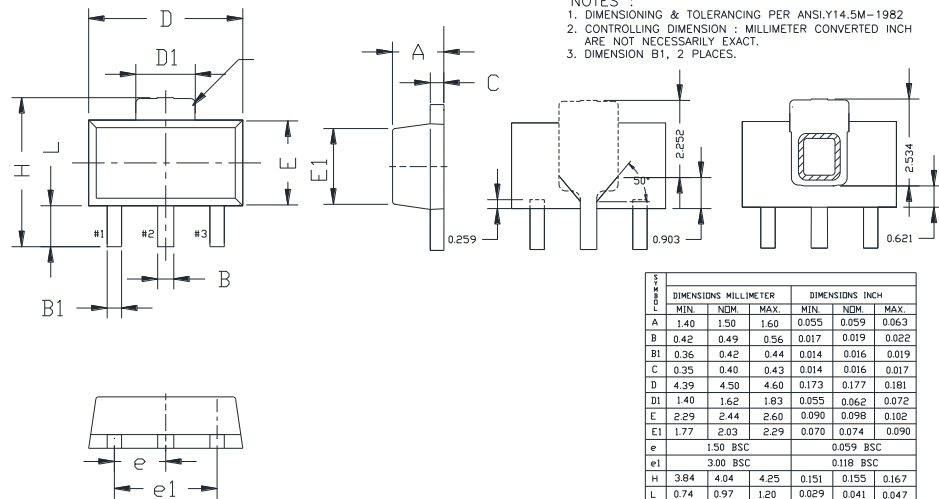 NOTES :
1. DIMENSIONING & TOLERANCING PER ANSI.Y14.5M-1982
2. CONTROLLING DIMENSION : MILLIMETER CONVERTED INCH
ARE NOT NECESSARILY EXACT.
3. DIMENSION B1, 2 PLACES.
D
D1
A
C
H
L
E
E1
#1 #2 #3
B
B1
e
e1
0.259
50°
2.252
0.903
2.534
0.621
SYMBOL DIMENSIONS MILLIMETER DIMENSIONS INCH
MIN. NOM. MAX. MIN. NOM. MAX.
A 1.40 1.50 1.60 0.055 0.059 0.063
B 0.42 0.49 0.56 0.017 0.019 0.022
B1 0.36 0.42 0.44 0.014 0.016 0.019
C 0.35 0.40 0.43 0.014 0.016 0.017
D 4.39 4.50 4.60 0.173 0.177 0.181
D1 1.40 1.62 1.83 0.055 0.062 0.072
E 2.29 2.44 2.60 0.090 0.098 0.102
E1 1.77 2.03 2.29 0.070 0.074 0.090
e 1.50 BSC 0.059 BSC
e1 3.00 BSC 0.118 BSC
H 3.84 4.04 4.25 0.151 0.155 0.167
L 0.74 0.97 1.20 0.029 0.041 0.047